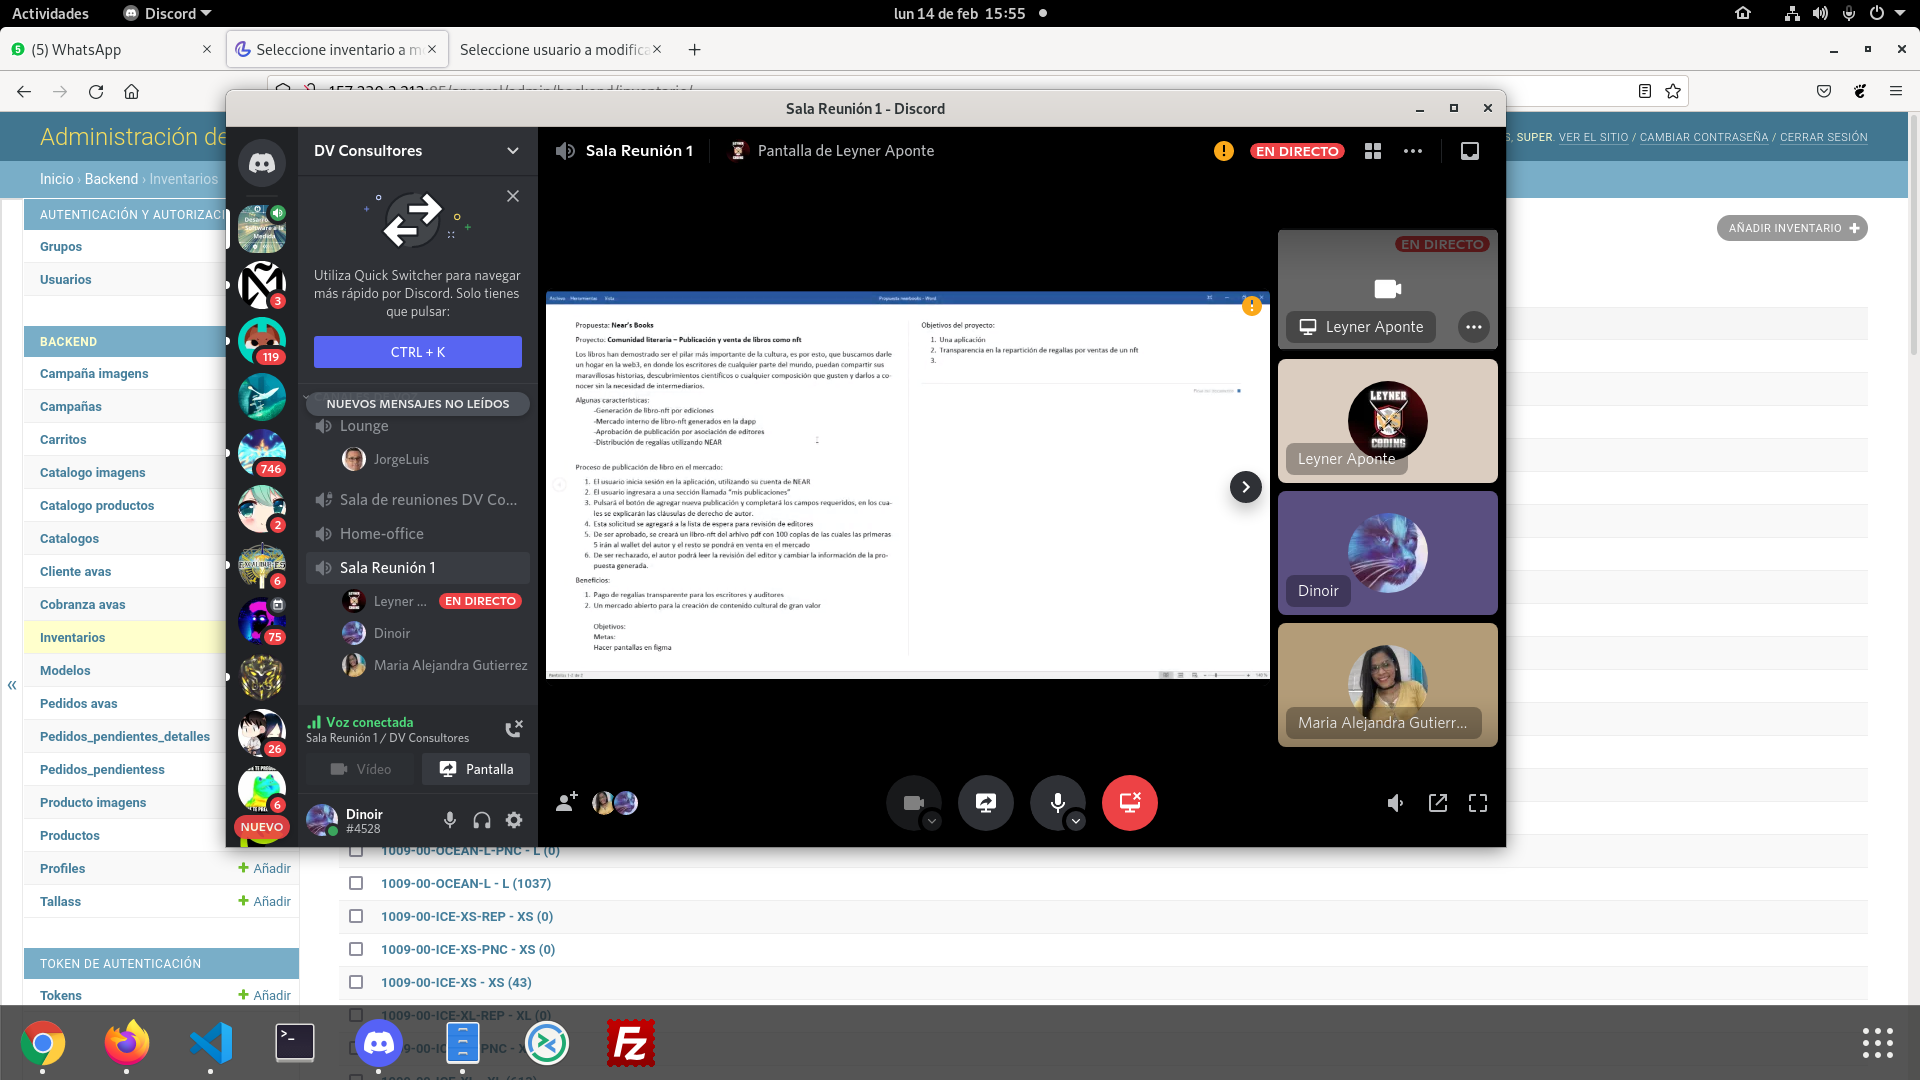 Actividades
Discord
lun 14 de feb 15:55
(5) WhatsApp
Seleccione inventario a m
Seleccione usuario a modifica
Sala Reunión 1 - Discord
Administración de
S, SUPER. VER EL SITIO / CAMBIAR CONTRASEÑA / CERRAR SESIÓN
Inicio › Backend › Inventarios
AUTENTICACIÓN Y AUTORIZACI
Grupos
Usuarios
BACKEND
Campaña imagens
Campañas
Carritos
Catalogo imagens
Catalogo productos
Catalogos
Cliente avas
Cobranza avas
Inventarios
Modelos
Pedidos avas
Pedidos_pendientes_detalles
Pedidos_pendientess
Producto imagens
Productos
Profiles
Añadir
Tallass
Añadir
TOKEN DE AUTENTICACIÓN
Tokens
Añadir
AÑADIR INVENTARIO
3
119
746
2
EXCALIBUR
6
75
26
6
NUEVO
DV Consultores
Utiliza Quick Switcher para navegar
más rápido por Discord. Solo tienes
que pulsar:
CTRL + K
NUEVOS MENSAJES NO LEÍDOS
Lounge
JorgeLuis
Sala de reuniones DV Co...
Home-office
Sala Reunión 1
Leyner ...
EN DIRECTO
Dinoir
Maria Alejandra Gutierrez
Voz conectada
Sala Reunión 1 / DV Consultores
Vídeo
Pantalla
Dinoir
#4528
Sala Reunión 1
Pantalla de Leyner Aponte
EN DIRECTO
Archivo Herramientas Vista
Propuesta nearbooks - Word
Propuesta: Near's Books
Proyecto: Comunidad literaria – Publicación y venta de libros como nft
Los libros han demostrado ser el pilar más importante de la cultura, es por esto, que buscamos darle
un hogar en la web3, en donde los escritores de cualquier parte del mundo, puedan compartir sus
maravillosas historias, descubrimientos científicos o cualquier composición que gusten y darlos a co-
nocer sin la necesidad de intermediarios.
Algunas características:
-Generación de libro-nft por ediciones
-Mercado interno de libro-nft generados en la dapp
-Aprobación de publicación por asociación de editores
-Distribución de regalías utilizando NEAR
Proceso de publicación de libro en el mercado:
1. El usuario inicia sesión en la aplicación, utilizando su cuenta de NEAR
2. El usuario ingresara a una sección llamada "mis publicaciones"
3. Pulsará el botón de agregar nueva publicación y completará los campos requeridos, en los cua-
les se explicarán las cláusulas de derecho de autor.
4. Esta solicitud se agregará a la lista de espera para revisión de editores
5. De ser aprobado, se creará un libro-nft del arhivo pdf con 100 copias de las cuales las primeras
5 irán al wallet del autor y el resto se pondrá en venta en el mercado
6. De ser rechazado, el autor podrá leer la revisión del editor y cambiar la información de la pro-
puesta generada.
Beneficios:
1. Pago de regalías transparente para los escritores y auditores
2. Un mercado abierto para la creación de contenido cultural de gran valor
Objetivos:
Metas:
Hacer pantallas en figma
Objetivos del proyecto:
1. Una aplicación
2. Transparencia en la repartición de regalías por ventas de un nft
3.
EN DIRECTO
Leyner Aponte
LEYNER
CODING
Leyner Aponte
Dinoir
Maria Alejandra Gutierr...
1009-00-OCEAN-L-PNC - L (0)
1009-00-OCEAN-L - L (1037)
1009-00-ICE-XS-REP - XS (0)
1009-00-ICE-XS-PNC - XS (0)
1009-00-ICE-XS - XS (43)
1009-00-ICE-XL-REP - XL (0)